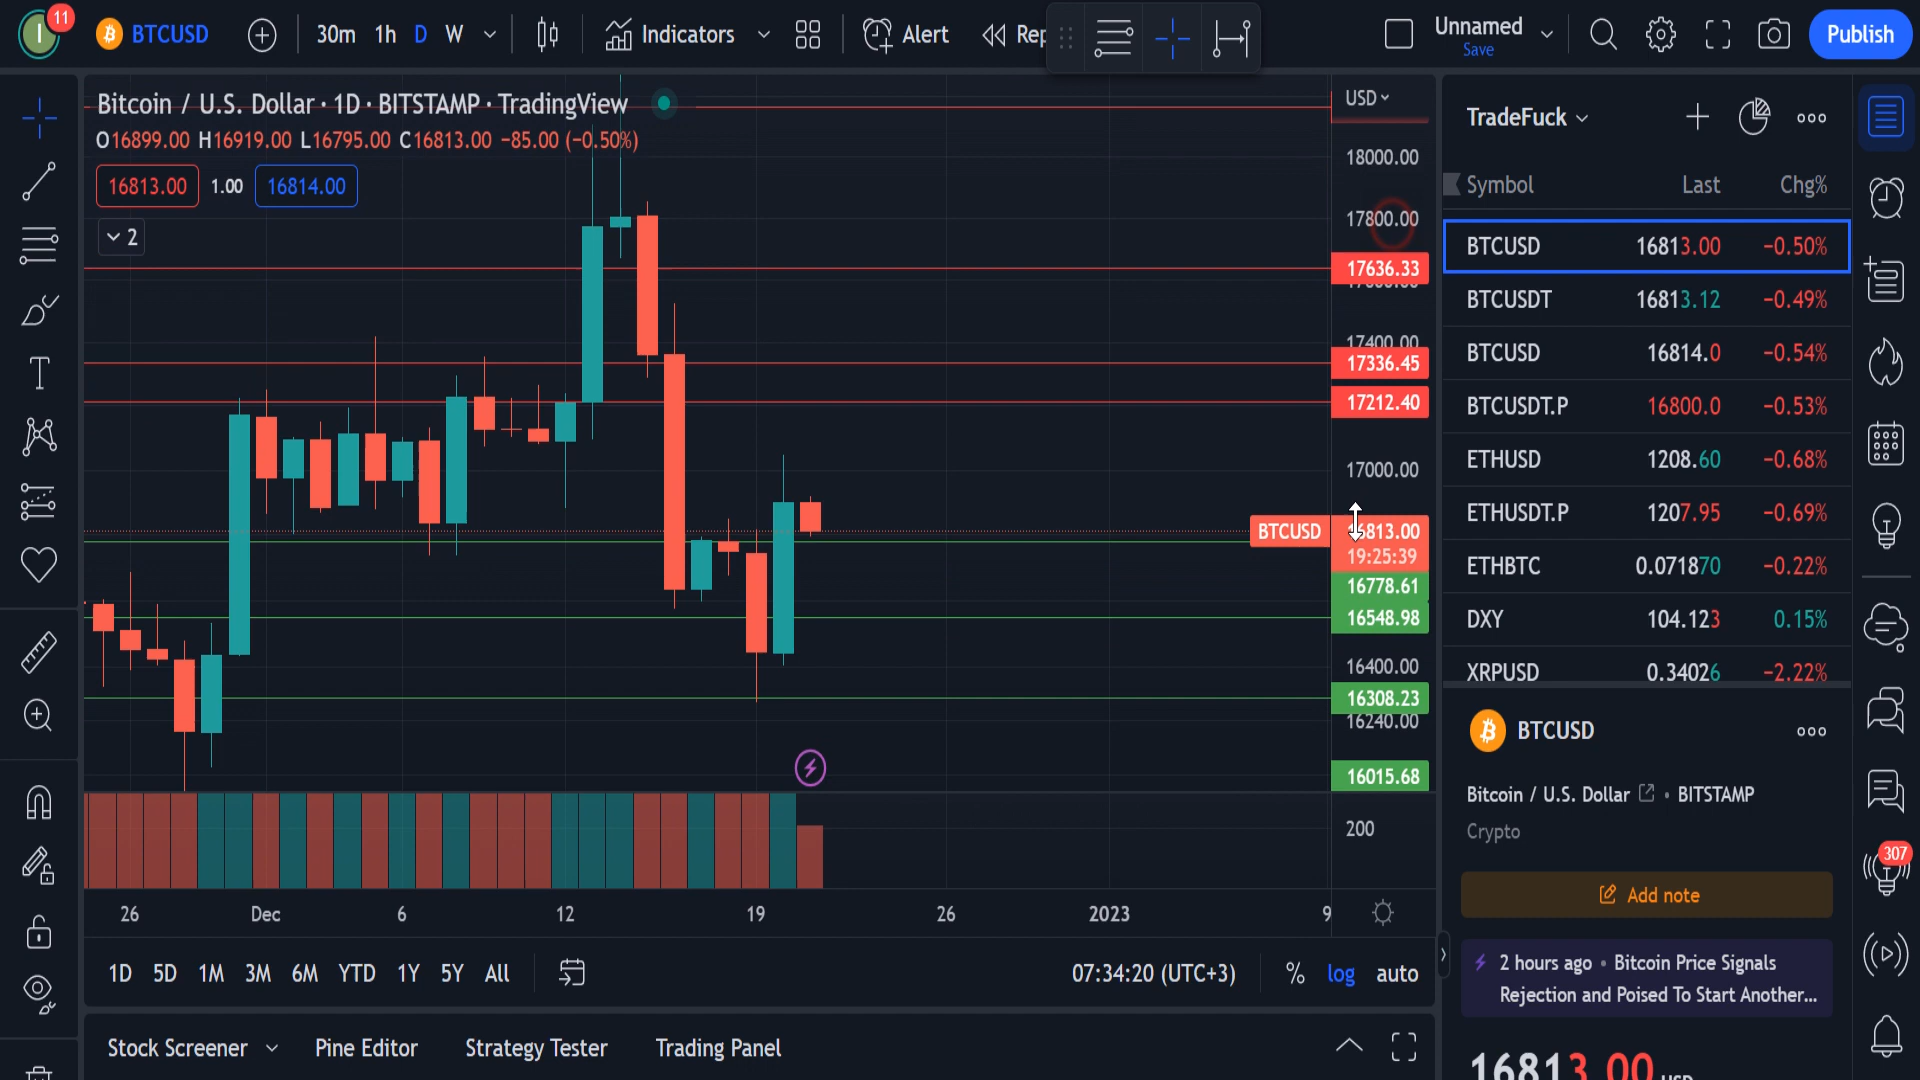 I 11 BTCUSD 30m 1h D W Indicators Alert Rep Unnamed Save Publish
Bitcoin / U.S. Dollar · 1D · BITSTAMP · TradingView
O16899.00 H16919.00 L16795.00 C16813.00 −85.00 (−0.50%)
16813.00 1.00 16814.00
2
USD
18000.00
17800.00
17636.33
17400.00
17336.45
17212.40
17000.00
BTCUSD 16813.00
19:25:39
16778.61
16548.98
16400.00
16308.23
16240.00
16015.68
200
26 Dec 6 12 19 26 2023 9
1D 5D 1M 3M 6M YTD 1Y 5Y All 07:34:20 (UTC+3) % log auto
Stock Screener Pine Editor Strategy Tester Trading Panel
TradeFuck
Symbol Last Chg%
BTCUSD 16813.00 −0.50%
BTCUSDT 16813.12 −0.49%
BTCUSD 16814.0 −0.54%
BTCUSDT.P 16800.0 −0.53%
ETHUSD 1208.60 −0.68%
ETHUSDT.P 1207.95 −0.69%
ETHBTC 0.071870 −0.22%
DXY 104.123 0.15%
XRPUSD 0.34026 −2.22%
BTCUSD
Bitcoin / U.S. Dollar • BITSTAMP
Crypto
Add note
2 hours ago • Bitcoin Price Signals
Rejection and Poised To Start Another...
16813.00 USD
307